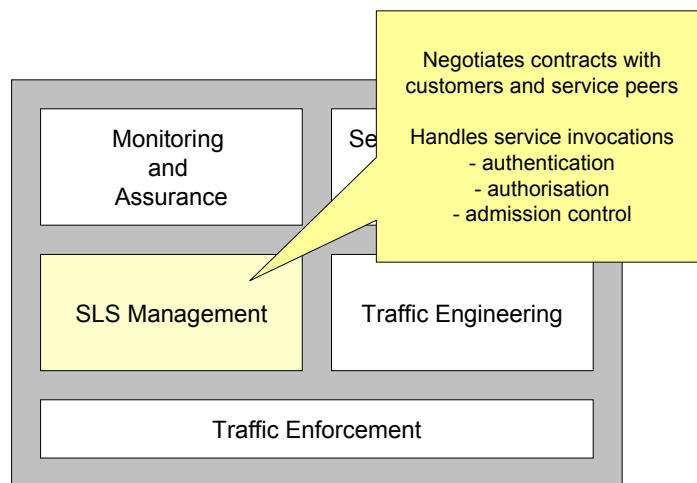 Negotiates contracts with
customers and service peers
Handles service invocations
- authentication
- authorisation
- admission control
Monitoring
and
Assurance
SLS Management
Traffic Engineering
Traffic Enforcement